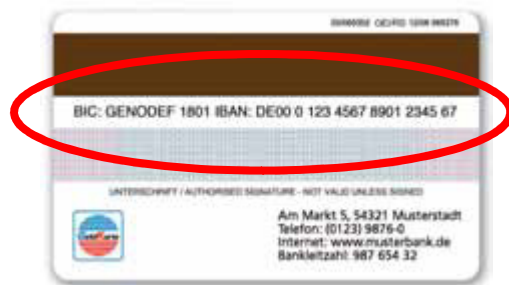 BIC: GENODEF 1801 IBAN: DE00 0 123 4567 8901 2345 67
UNTERSCHRIFT / AUTHORISED SIGNATURE - NOT VALID UNLESS SIGNED
Am Markt 5, 54321 Musterstadt
Telefon: (0123) 9876-0
Internet: www.musterbank.de
Bankleitzahl: 987 654 32